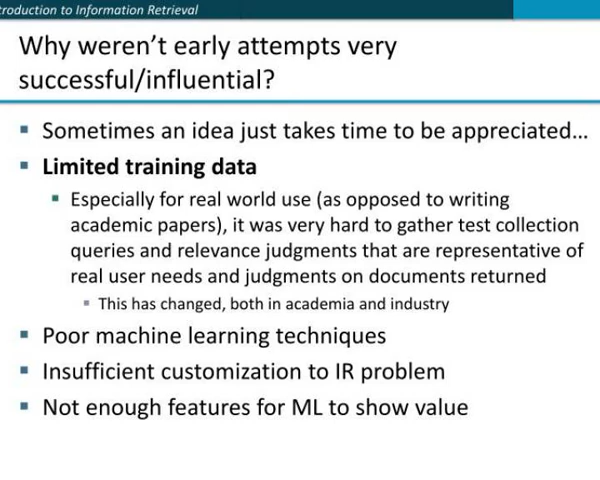 troduction to Information Retrieval
Why weren't early attempts very
successful/influential?
Sometimes an idea just takes time to be appreciated...
Limited training data
Especially for real world use (as opposed to writing
academic papers), it was very hard to gather test collection
queries and relevance judgments that are representative of
real user needs and judgments on documents returned
This has changed, both in academia and industry
Poor machine learning techniques
Insufficient customization to IR problem
Not enough features for ML to show value